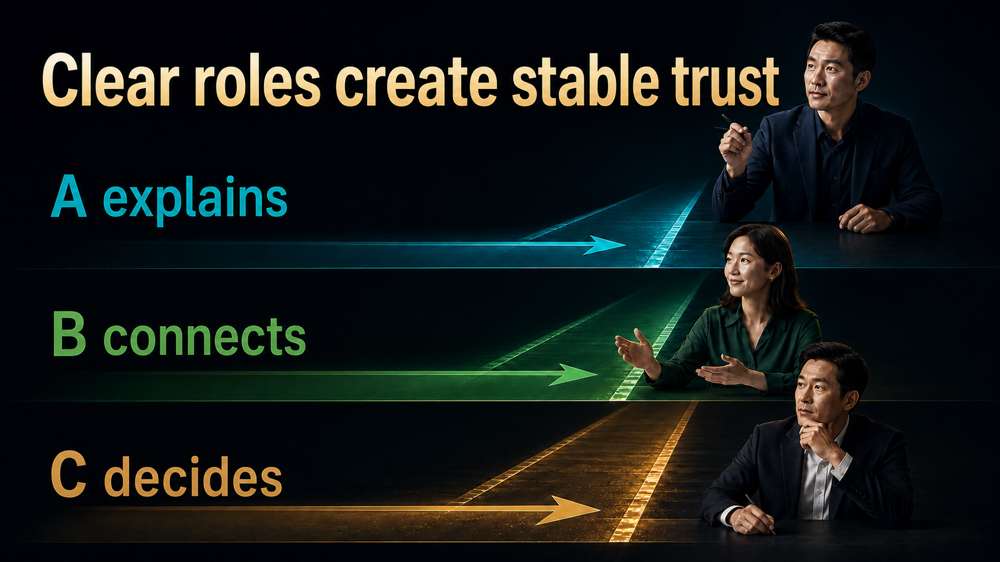 Clear roles create stable trust
A explains
B connects
C decides